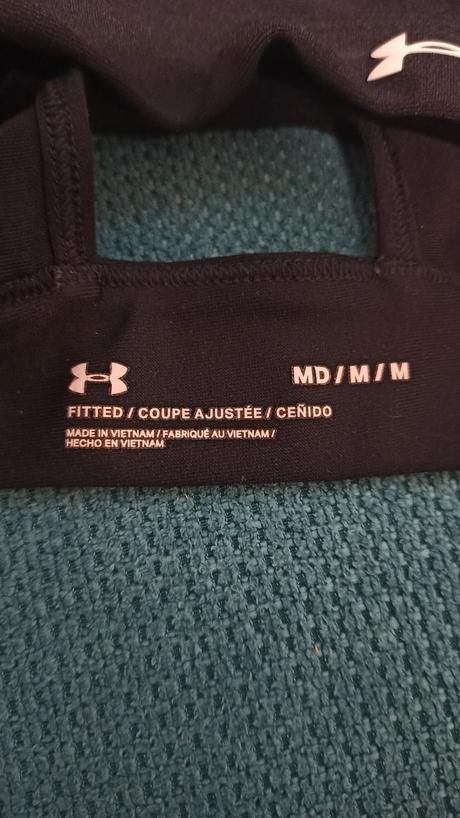 MD / M / M
FITTED / COUPE AJUSTÉE / CEÑIDO
MADE IN VIETNAM / FABRIQUÉ AU VIETNAM /
HECHO EN VIETNAM